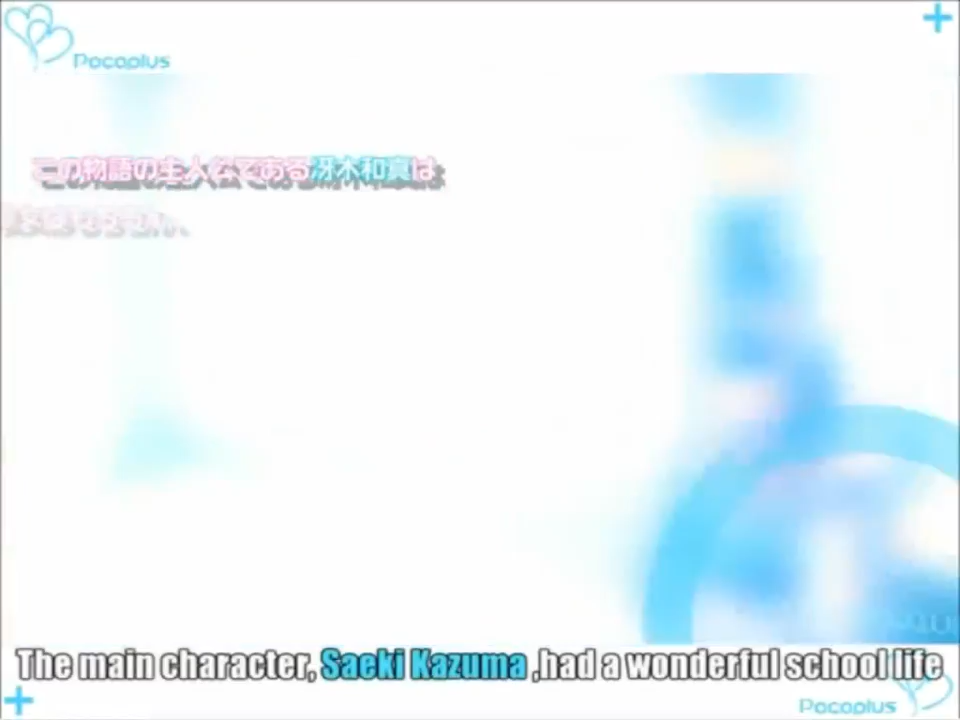 Pocoplus
この物語の主人公である冴木和真は
The main character, Saeki Kazuma ,had a wonderful school life
Pocoplus